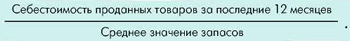 Себестоимость проданных товаров за последние 12 месяцев
Среднее значение запасов .